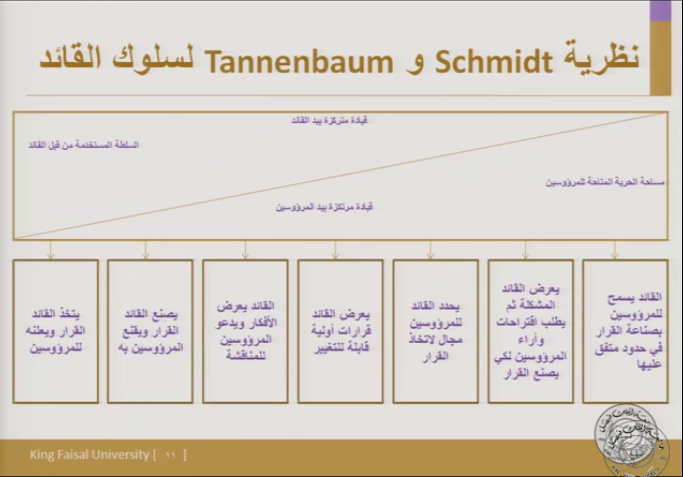 نظرية Schmidt و Tannenbaum لسلوك القائد
قيادة متركزة بيد القائد
السلطة المستخدمة من قبل القائد
مساحة الحرية المتاحة للمرؤوسين
قيادة مرتكزة بيد المرؤوسين
القائد يسمح
للمرؤوسين
بصناعة القرار
في حدود متفق
عليها
يعرض القائد
المشكلة ثم
يطلب اقتراحات
وآراء
المرؤوسين لكي
يصنع القرار
يحدد القائد
للمرؤوسين
مجال لاتخاذ
القرار
يعرض القائد
قرارات أولية
قابلة للتغيير
القائد يعرض
الأفكار ويدعو
المرؤوسين
للمناقشة
يصنع القائد
القرار ويقنع
المرؤوسين به
يتخذ القائد
القرار ويعلنه
للمرؤوسين
King Faisal University [ ١١ ]